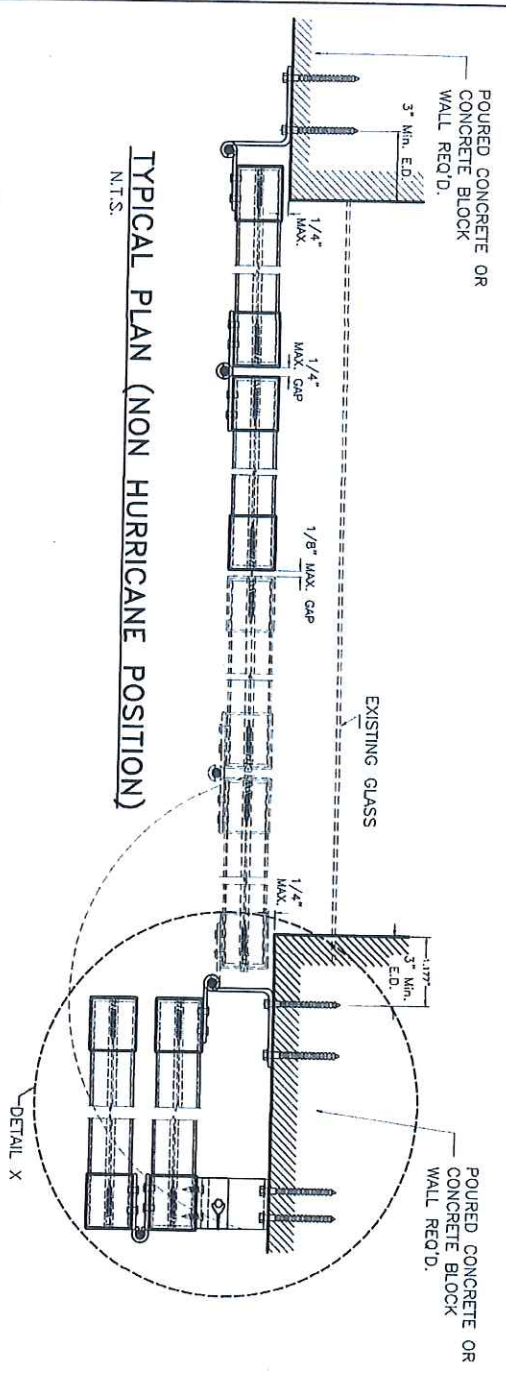 POURED CONCRETE OR
CONCRETE BLOCK
WALL REQ'D.
3" Min. E.D.
1/4"
MAX.
1/4"
MAX. GAP
1/8" MAX. GAP
EXISTING GLASS
1/4"
MAX.
1.177"
3" Min.
E.D.
POURED CONCRETE OR
CONCRETE BLOCK
WALL REQ'D.
DETAIL X
TYPICAL PLAN (NON HURRICANE POSITION)
N.T.S.